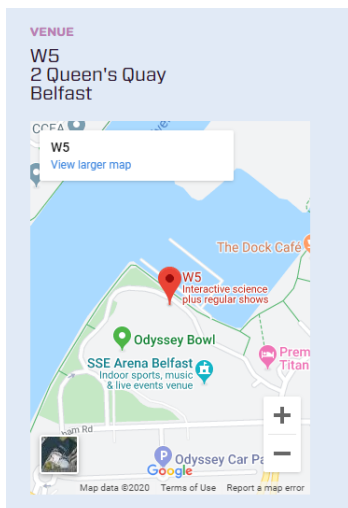 VENUE
W5
2 Queen's Quay
Belfast
CCEA
W5
View larger map
The Dock Café
W5
Interactive science
plus regular shows
Odyssey Bowl
Prem
Titan
SSE Arena Belfast
Indoor sports, music
& live events venue
am Rd
+
P Odyssey Car Pa
−
Google
Map data ©2020 Terms of Use Report a map error